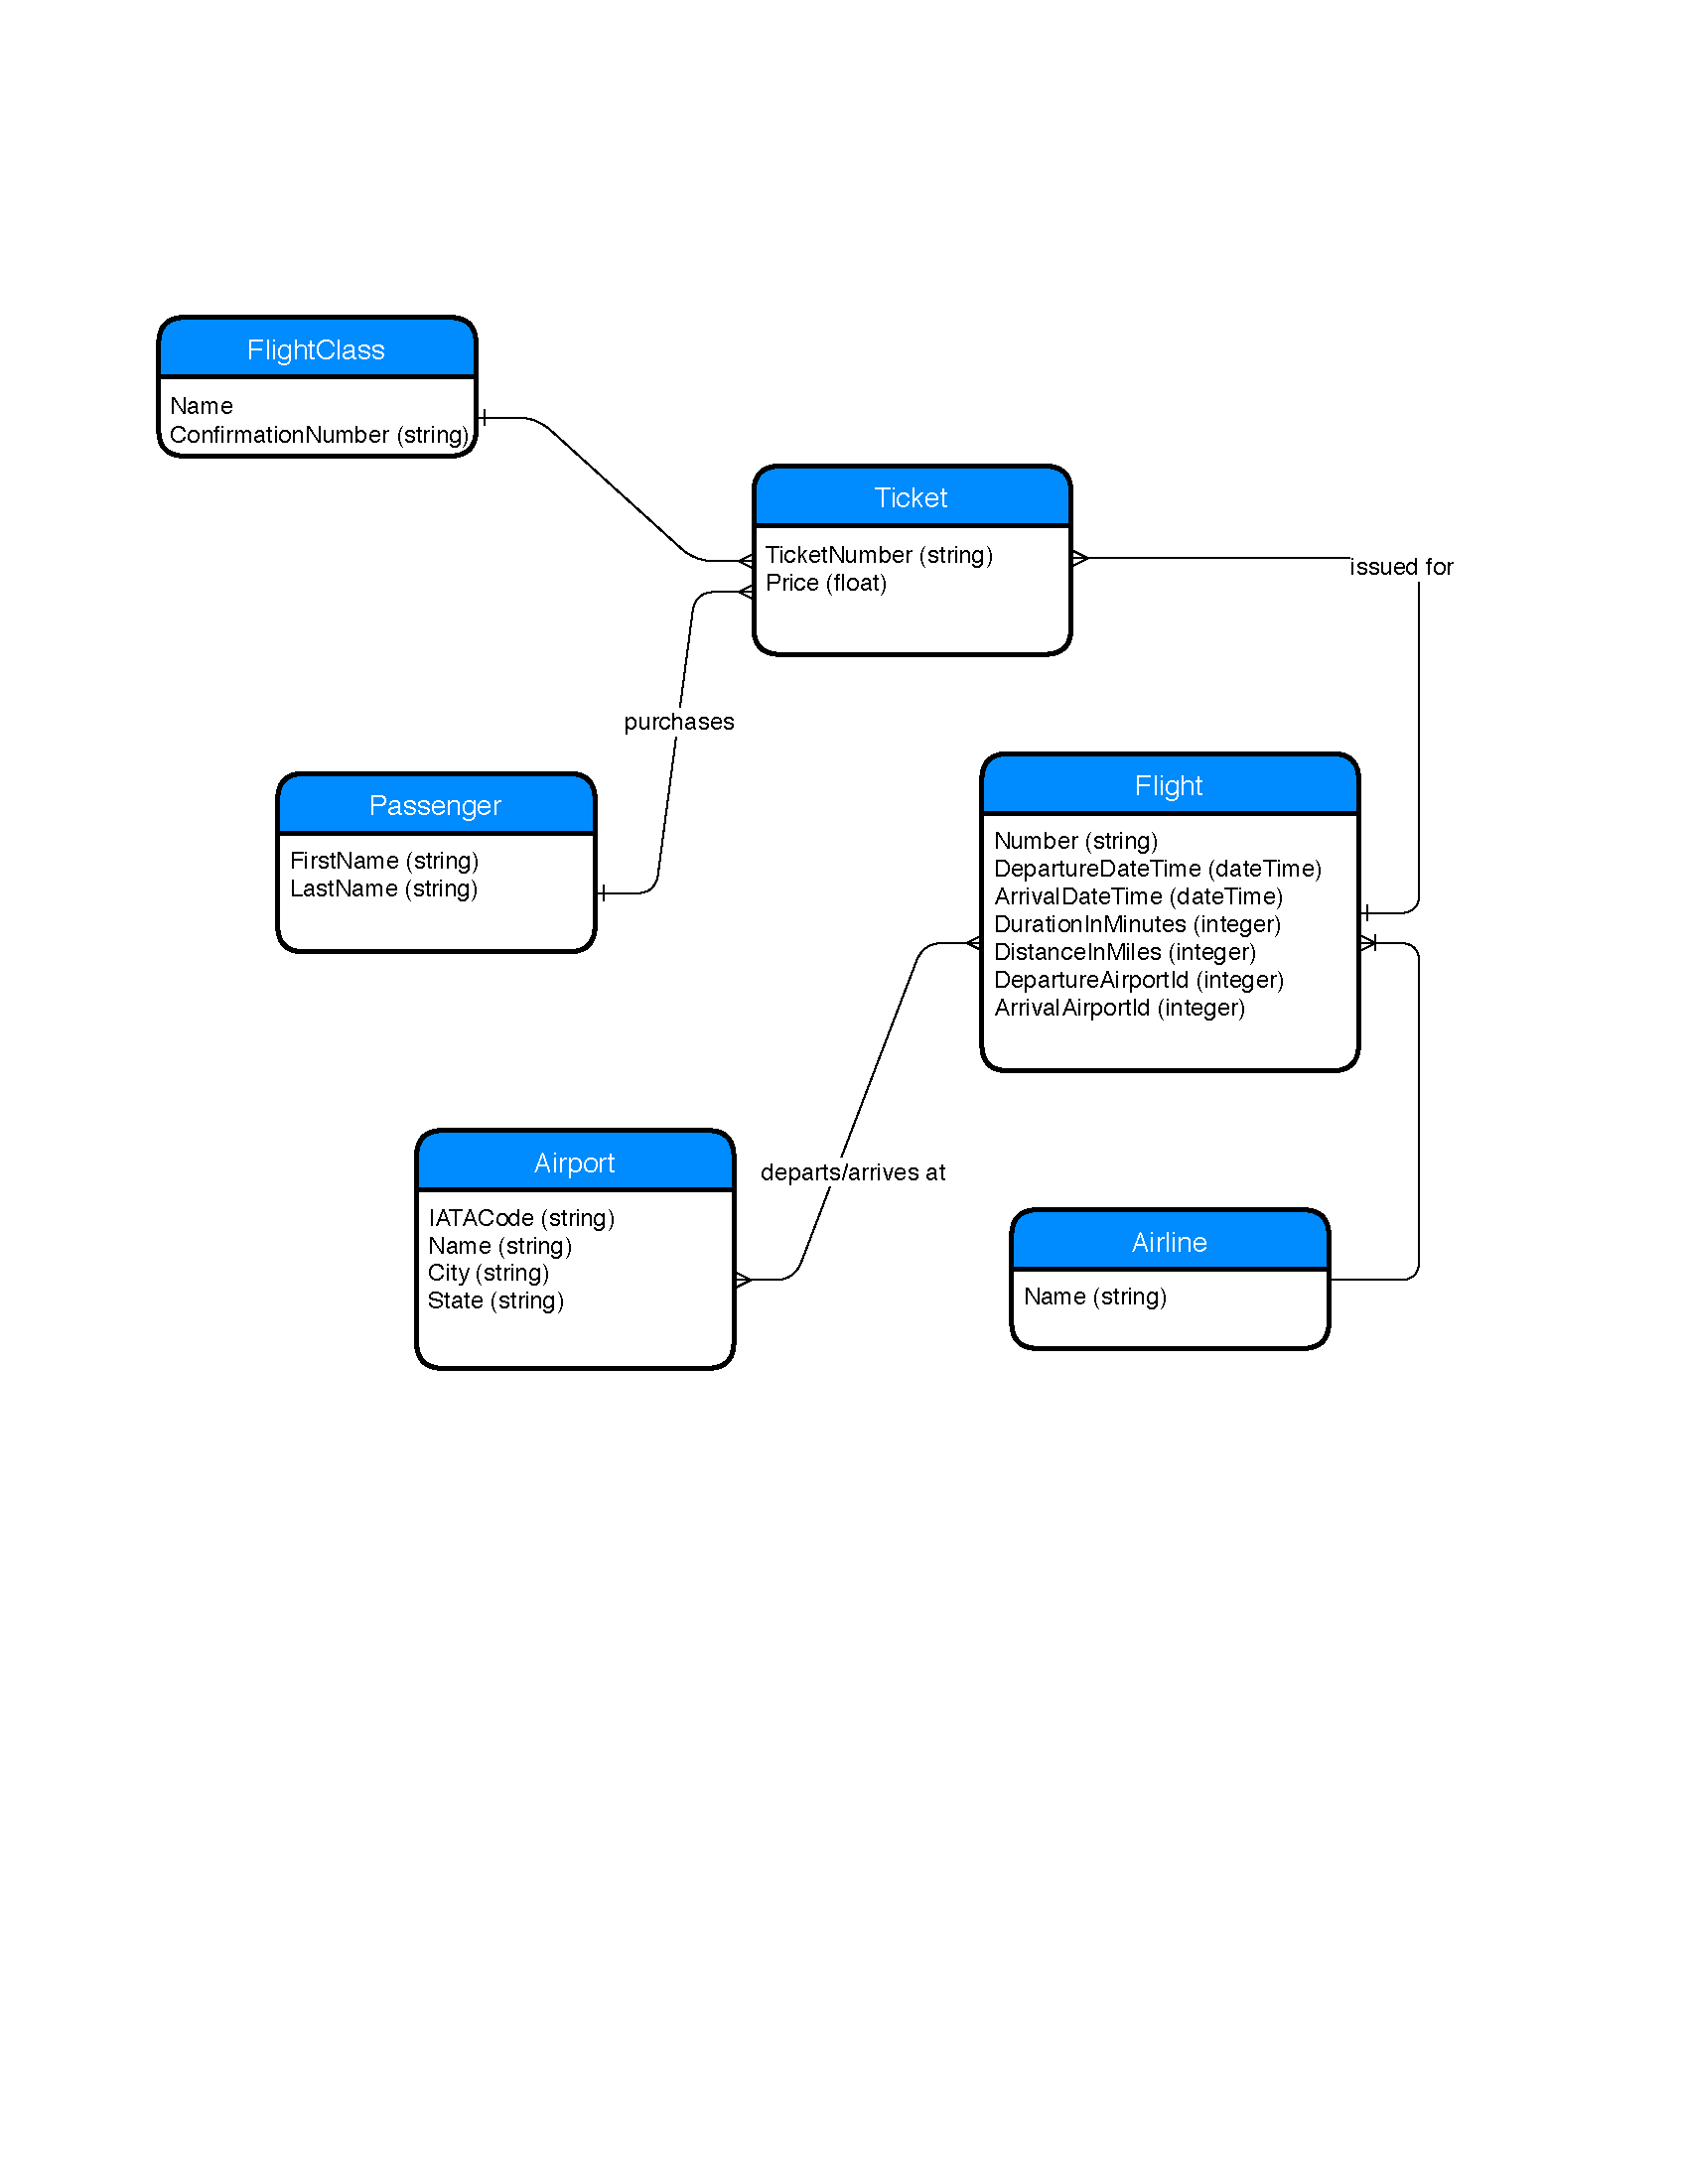 FlightClass
Name
ConfirmationNumber (string)
Ticket
TicketNumber (string)
Price (float)
issued for
purchases
Passenger
FirstName (string)
LastName (string)
Flight
Number (string)
DepartureDateTime (dateTime)
ArrivalDateTime (dateTime)
DurationInMinutes (integer)
DistanceInMiles (integer)
DepartureAirportId (integer)
ArrivalAirportId (integer)
departs/arrives at
Airport
IATACode (string)
Name (string)
City (string)
State (string)
Airline
Name (string)